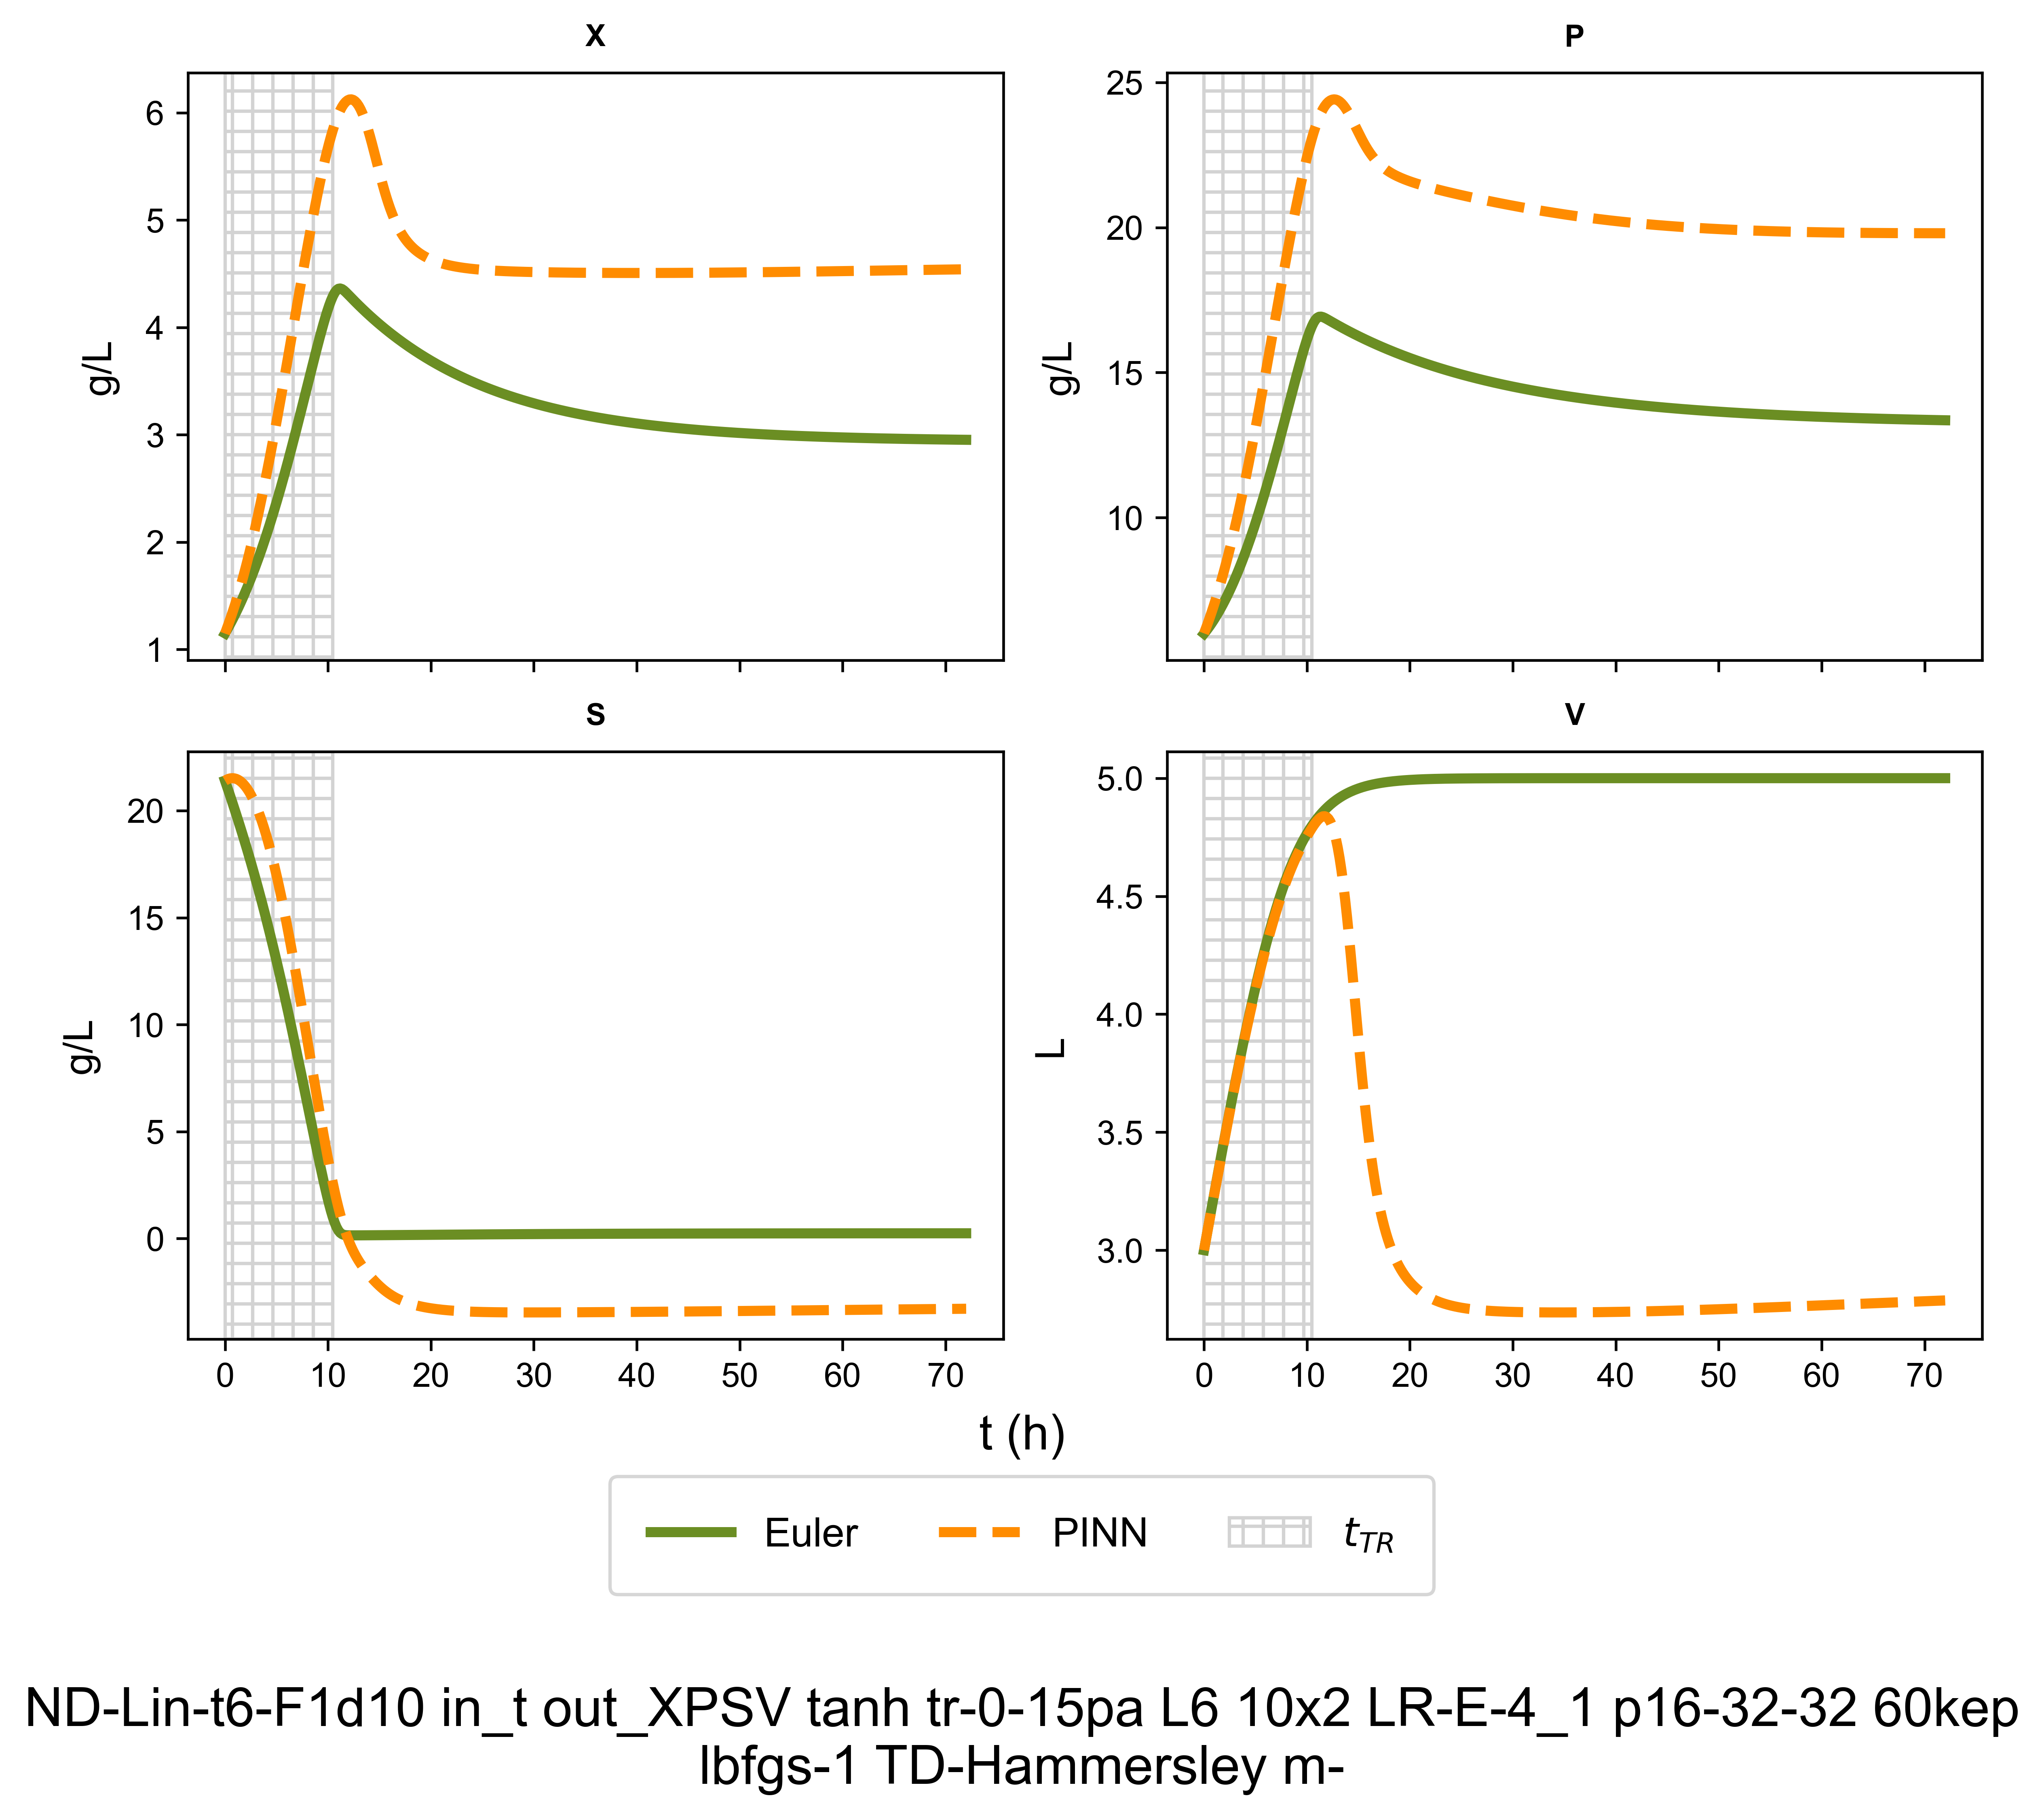 X
P
6
5
4
3
2
1
g/L
25
20
15
10
g/L
S
V
20
15
10
5
0
g/L
5.0
4.5
4.0
3.5
3.0
L
0 10 20 30 40 50 60 70
0 10 20 30 40 50 60 70
t (h)
Euler PINN t_TR
ND-Lin-t6-F1d10 in_t out_XPSV tanh tr-0-15pa L6 10x2 LR-E-4_1 p16-32-32 60kep
lbfgs-1 TD-Hammersley m-